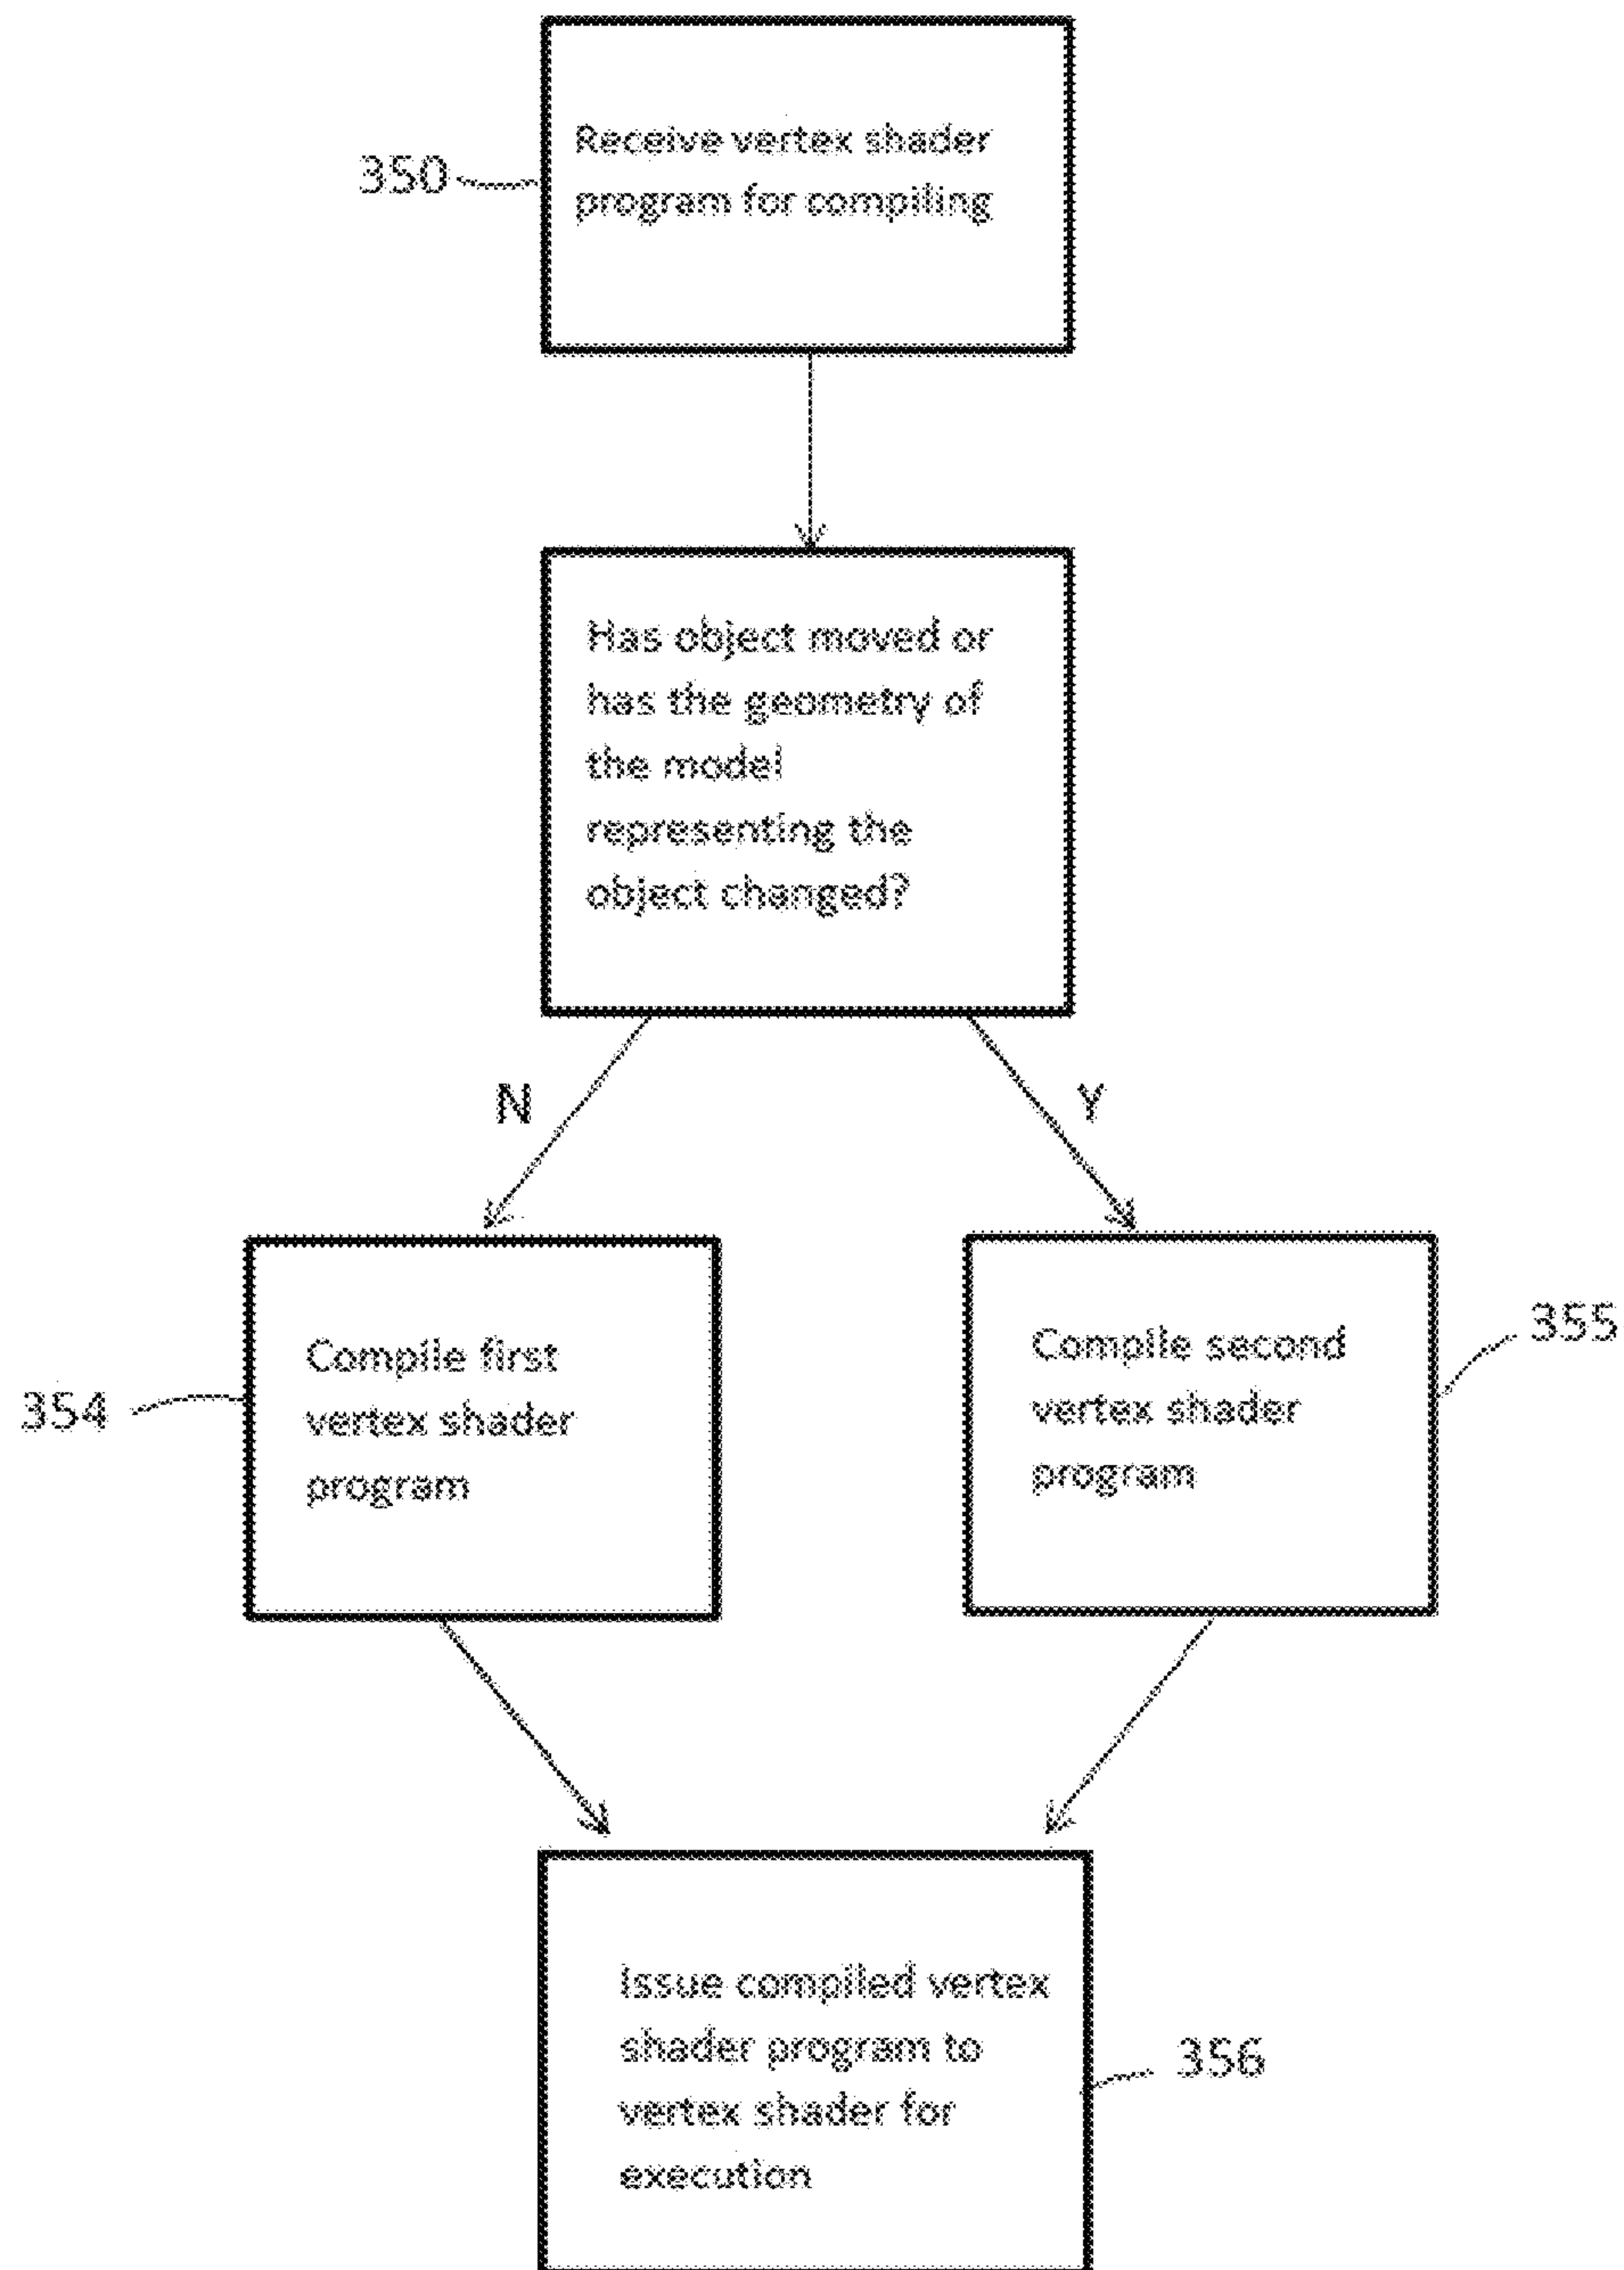 350
Receive vertex shader
program for compiling
Has object moved or
has the geometry of
the model
representing the
object changed?
N
Y
354
Compile first
vertex shader
program
Compile second
vertex shader
program
355
Issue compiled vertex
shader program to
vertex shader for
execution
356